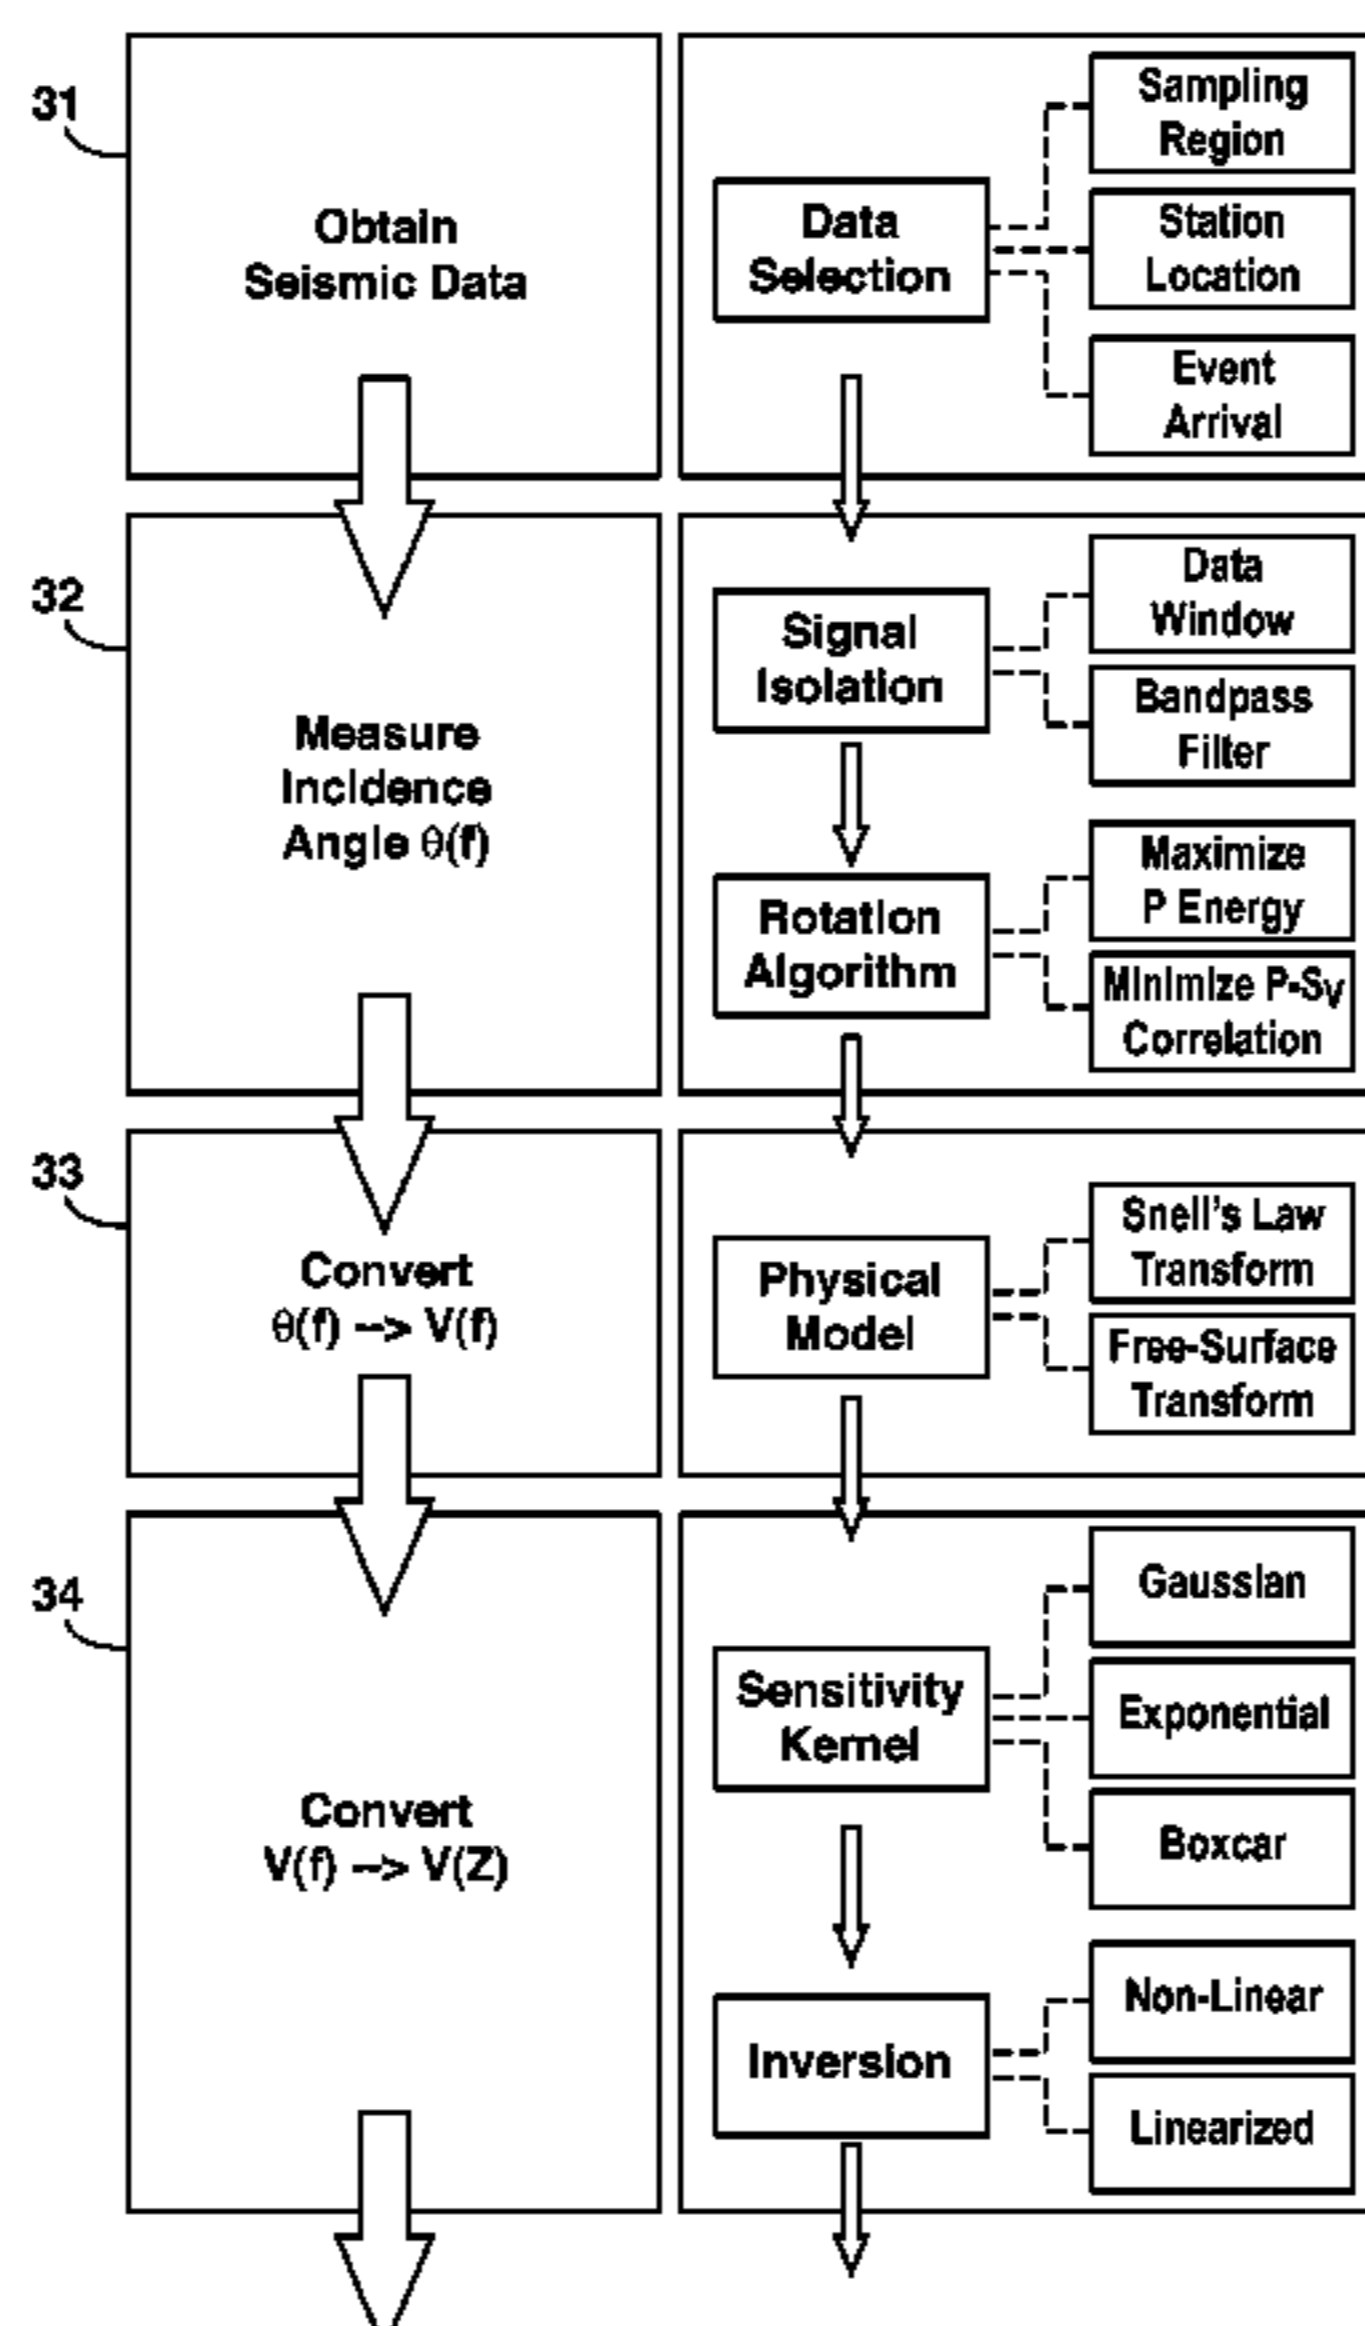 31
Obtain
Seismic Data
Data
Selection
Sampling
Region
Station
Location
Event
Arrival
32
Measure
Incidence
Angle θ(f)
Signal
Isolation
Data
Window
Bandpass
Filter
Rotation
Algorithm
Maximize
P Energy
Minimize P-SV
Correlation
33
Convert
θ(f) --> V(f)
Physical
Model
Snell's Law
Transform
Free-Surface
Transform
34
Convert
V(f) --> V(Z)
Sensitivity
Kernel
Gaussian
Exponential
Boxcar
Inversion
Non-Linear
Linearized